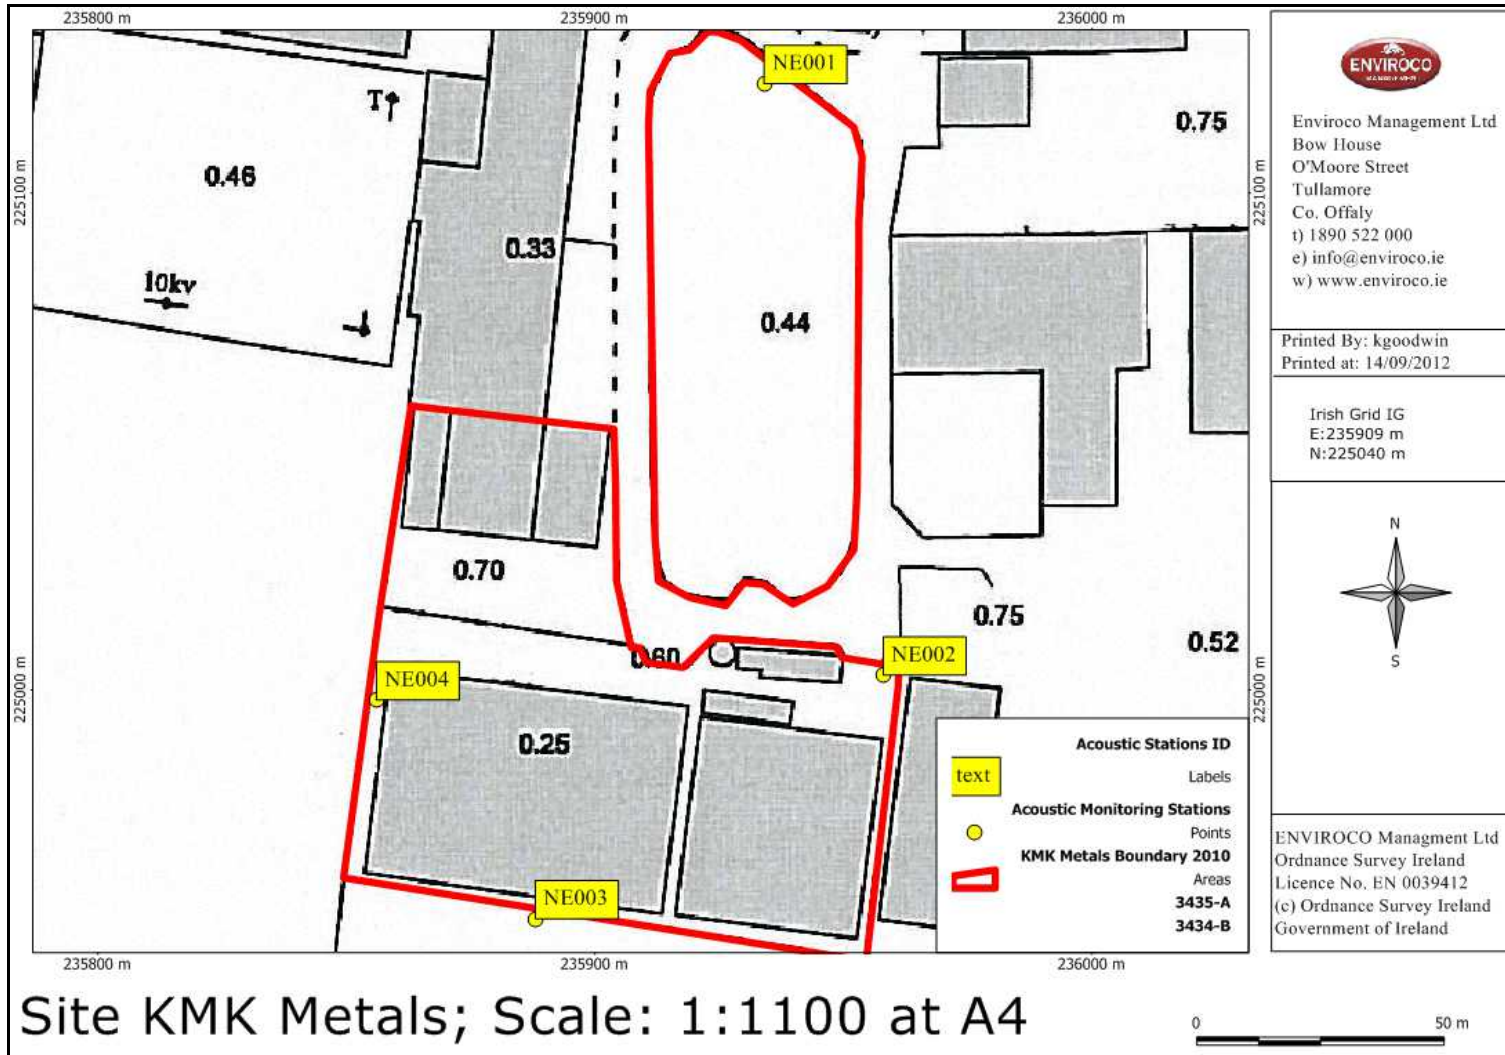 235800 m
235900 m
236000 m
NE001
T
0.46
0.75
225100 m
225100 m
0.33
10kv
0.44
0.70
0.75
0.60
NE002
0.52
NE004
225000 m
225000 m
0.25
NE003
Acoustic Stations ID
text
Labels
Acoustic Monitoring Stations
Points
KMK Metals Boundary 2010
Areas
3435-A
3434-B
235800 m
235900 m
236000 m
ENVIROCO
Enviroco Management Ltd
Bow House
O'Moore Street
Tullamore
Co. Offaly
t) 1890 522 000
e) info@enviroco.ie
w) www.enviroco.ie
Printed By: kgoodwin
Printed at: 14/09/2012
Irish Grid IG
E:235909 m
N:225040 m
N
S
ENVIROCO Managment Ltd
Ordnance Survey Ireland
Licence No. EN 0039412
(c) Ordnance Survey Ireland
Government of Ireland
Site KMK Metals; Scale: 1:1100 at A4
0
50 m